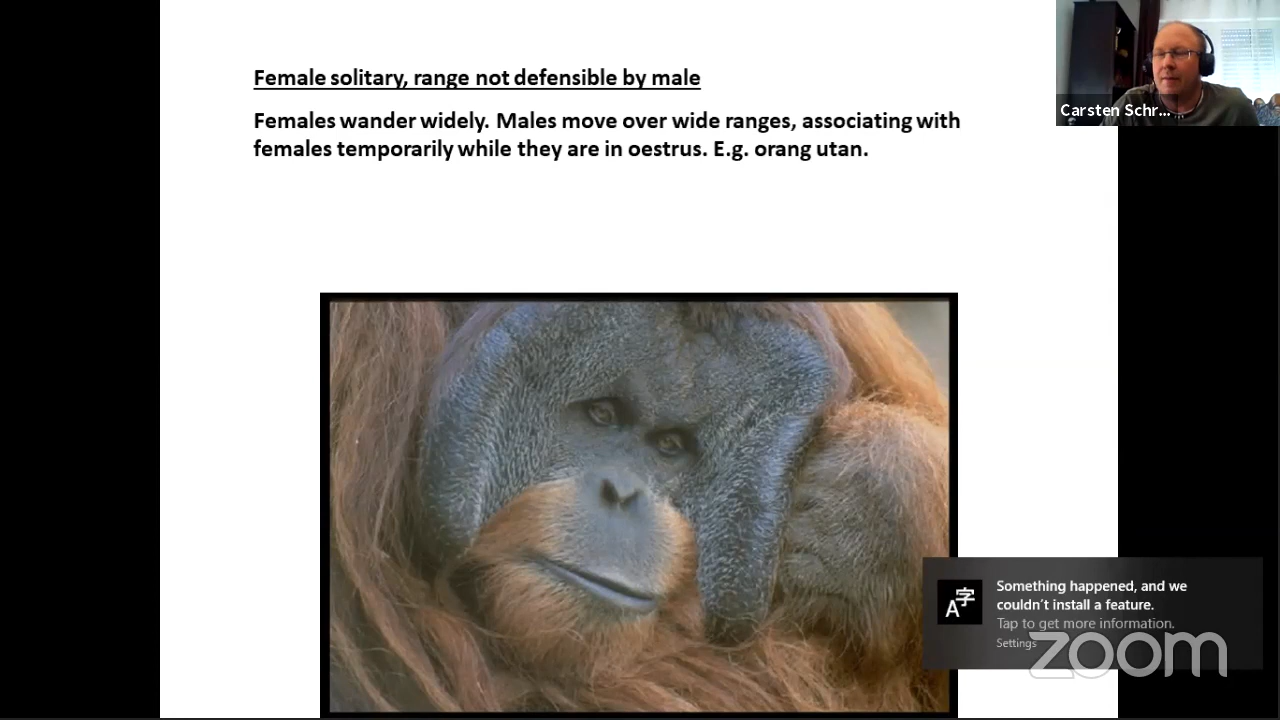 Female solitary, range not defensible by male
Females wander widely. Males move over wide ranges, associating with
females temporarily while they are in oestrus. E.g. orang utan.
Carsten Schr...
A字
Something happened, and we
couldn't install a feature.
Tap to get more information.
Settings
zoom